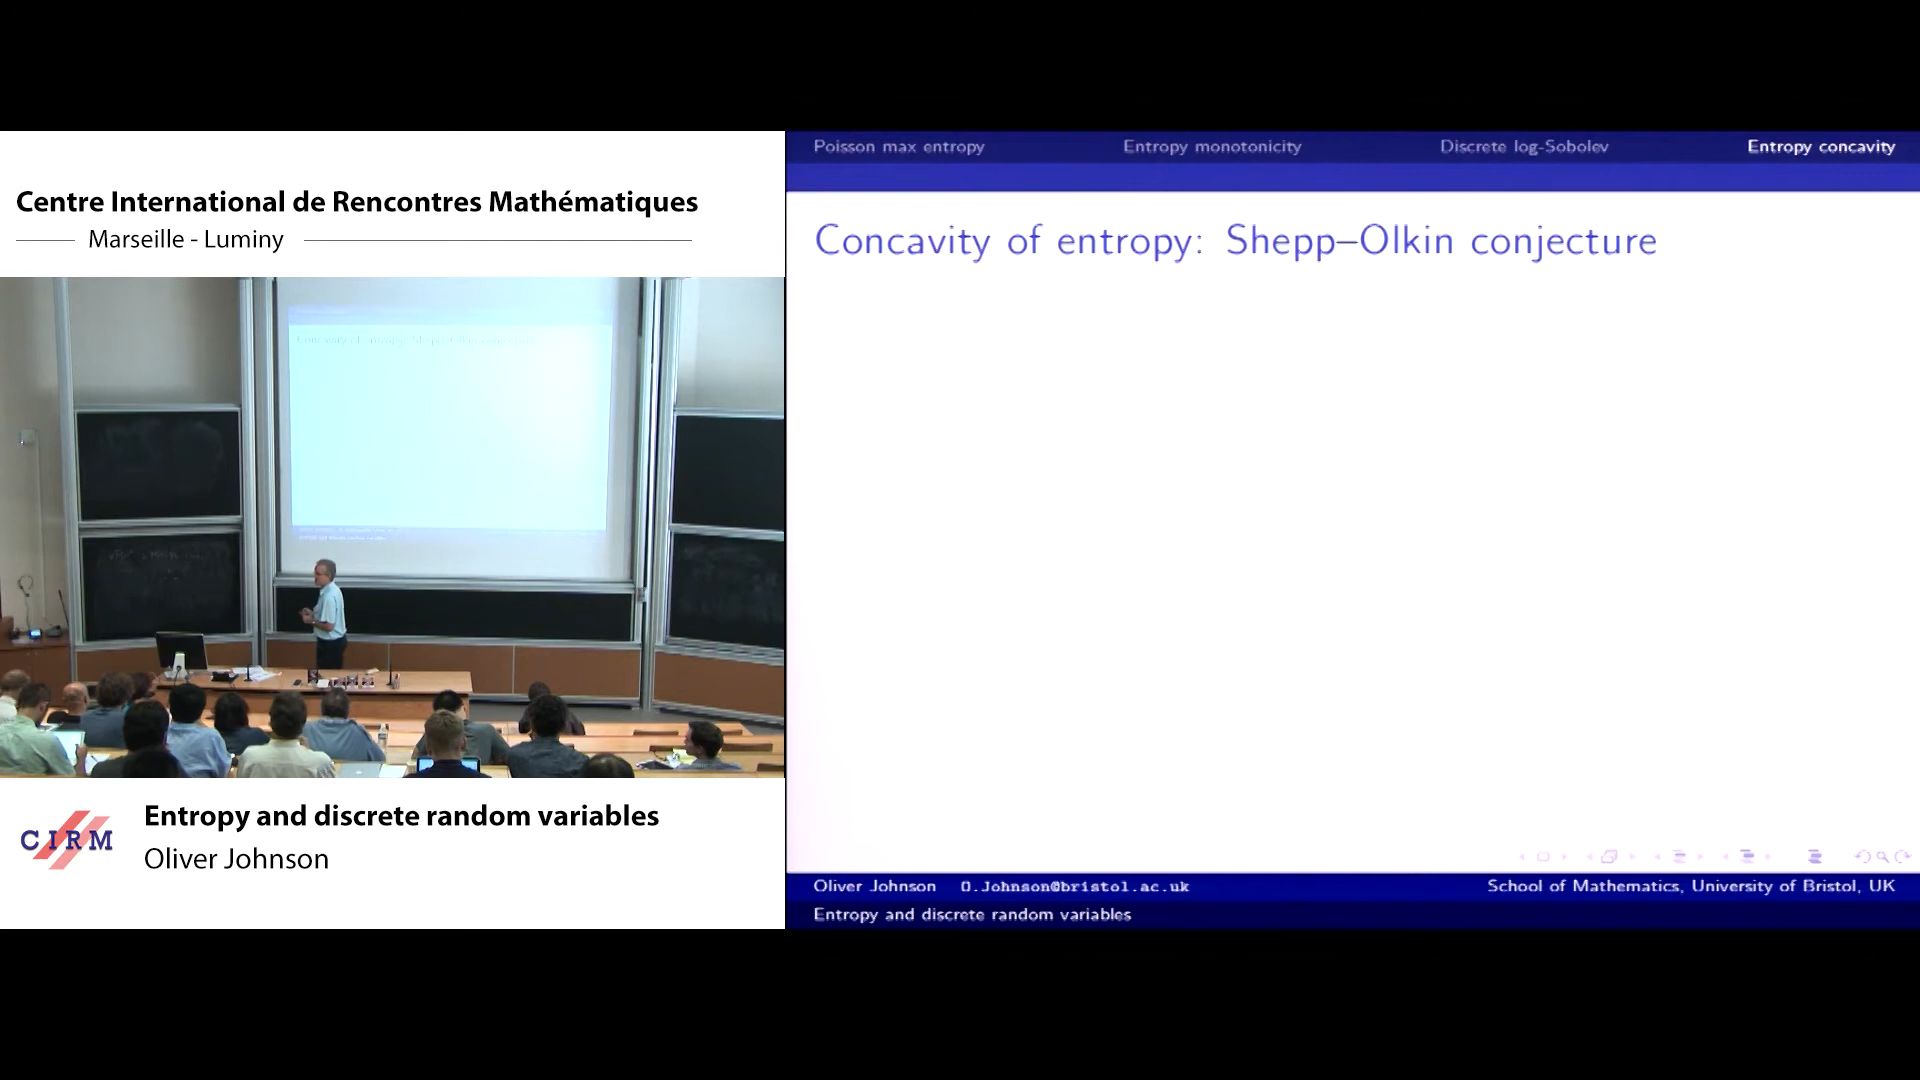 Centre International de Rencontres Mathématiques
Marseille - Luminy
CIRM
Entropy and discrete random variables
Oliver Johnson
Poisson max entropy
Entropy monotonicity
Discrete log-Sobolev
Entropy concavity
Concavity of entropy: Shepp–Olkin conjecture
Oliver Johnson O.Johnson@bristol.ac.uk
School of Mathematics, University of Bristol, UK
Entropy and discrete random variables